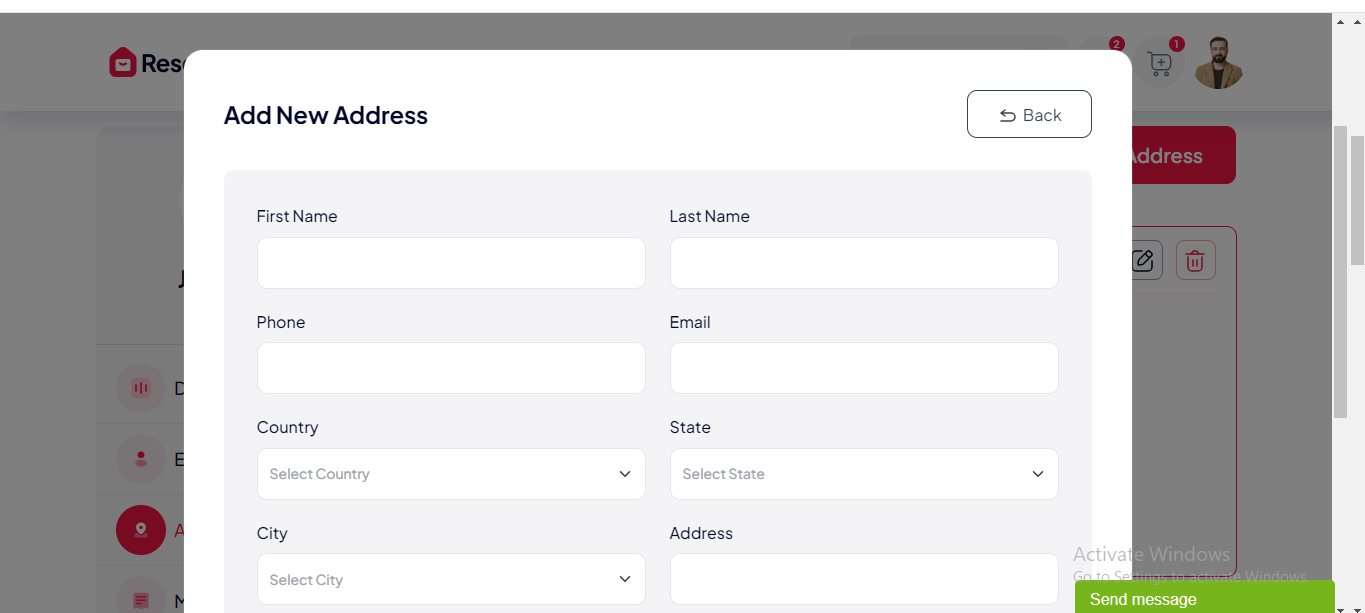 2
1
Add New Address
Back
Address
First Name
Last Name
Phone
Email
Country
State
Select Country
Select State
City
Address
Select City
Activate Windows
Go to Settings to activate Windows.
Send message